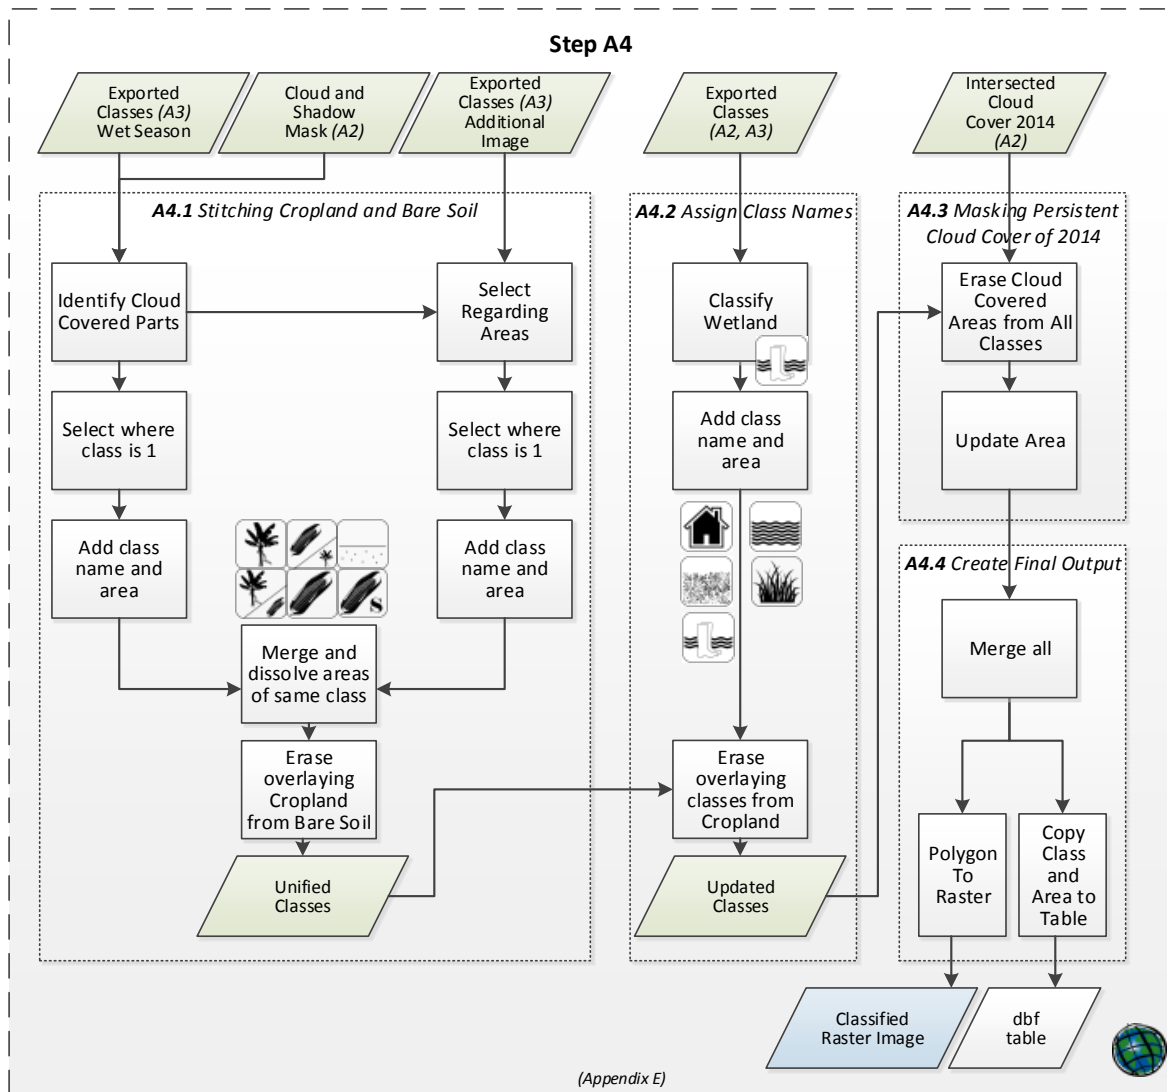 Step A4
Exported
Classes (A3)
Wet Season
Cloud and
Shadow
Mask (A2)
Exported
Classes (A3)
Additional
Image
Exported
Classes
(A2, A3)
Intersected
Cloud
Cover 2014
(A2)
A4.1 Stitching Cropland and Bare Soil
Identify Cloud
Covered Parts
Select
Regarding
Areas
Select where
class is 1
Select where
class is 1
Add class
name and
area
Add class
name and
area
S
Merge and
dissolve areas
of same class
Erase
overlaying
Cropland
from Bare Soil
Unified
Classes
A4.2 Assign Class Names
Classify
Wetland
Add class
name and
area
Erase
overlaying
classes from
Cropland
Updated
Classes
A4.3 Masking Persistent
Cloud Cover of 2014
Erase Cloud
Covered
Areas from All
Classes
Update Area
A4.4 Create Final Output
Merge all
Polygon
To
Raster
Copy
Class
and
Area to
Table
Classified
Raster Image
dbf
table
(Appendix E)